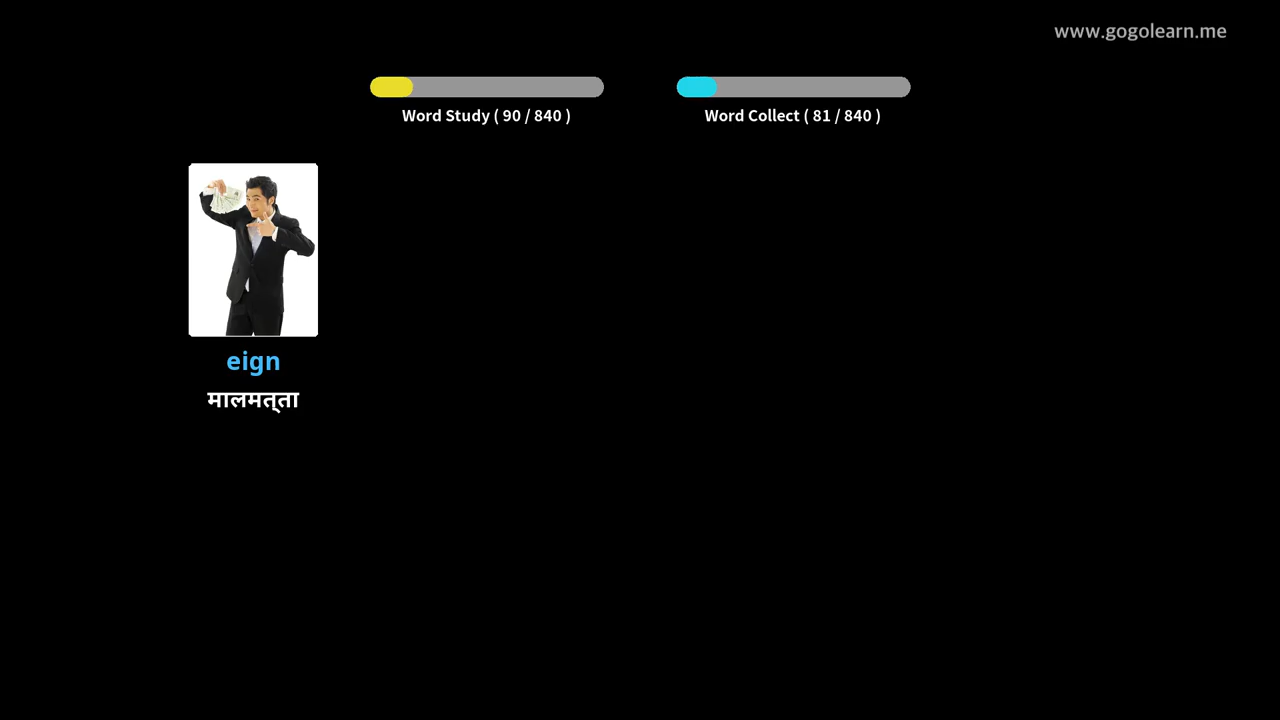 www.gogolearn.me
Word Study ( 90 / 840 )
Word Collect ( 81 / 840 )
eign
मालमत्ता